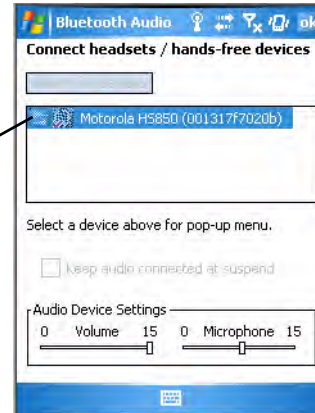 Bluetooth Audio ok
Connect headsets / hands-free devices
Motorola HS850 (001317f7020b)
Select a device above for pop-up menu.
Keep audio connected at suspend
Audio Device Settings
0 Volume 15 0 Microphone 15